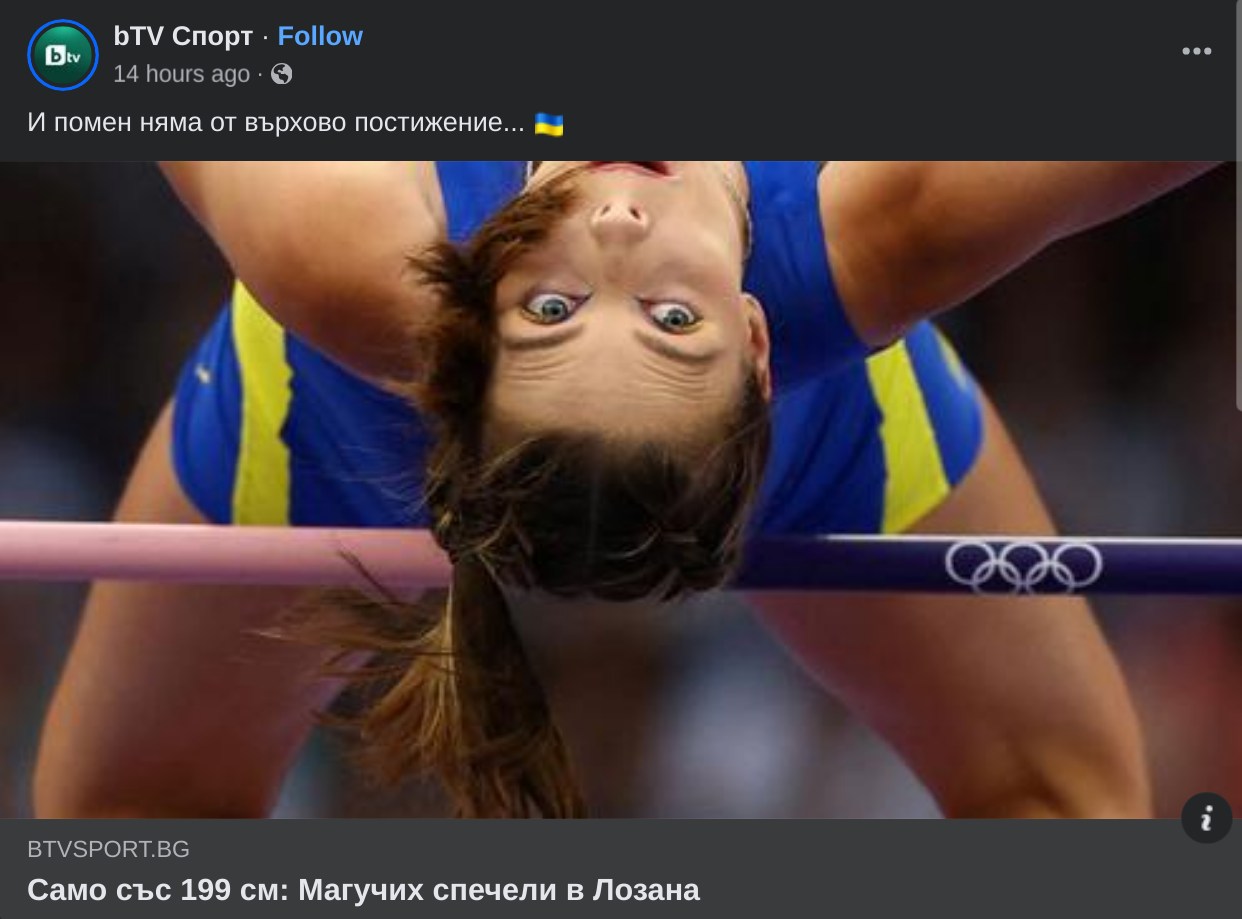 btv
bTV Спорт · Follow
14 hours ago ·
И помен няма от върхово постижение... 🇺🇦
BTVSPORT.BG
Само със 199 см: Магучих спечели в Лозана